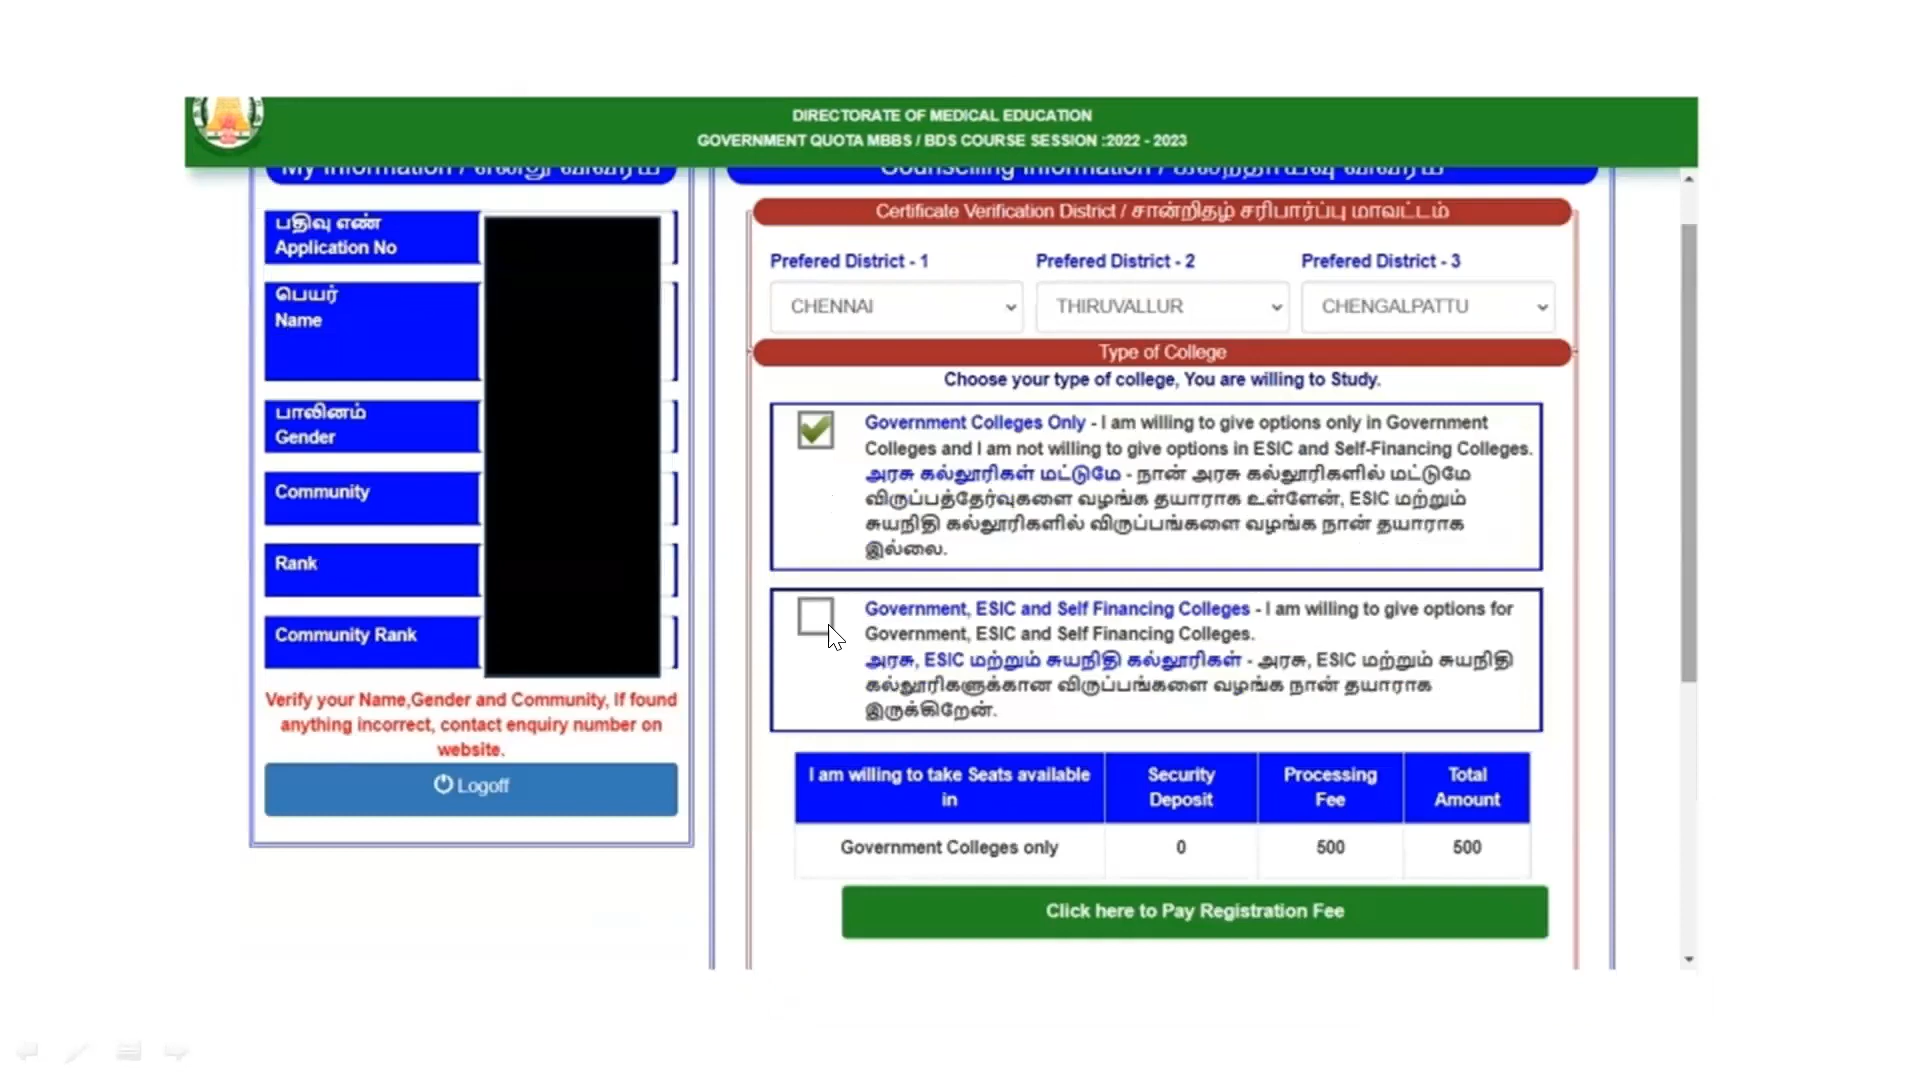 DIRECTORATE OF MEDICAL EDUCATION
GOVERNMENT QUOTA MBBS / BDS COURSE SESSION :2022 - 2023
My Information / எனது விவரம்
பதிவு எண்
Application No
பெயர்
Name
பாலினம்
Gender
Community
Rank
Community Rank
Verify your Name,Gender and Community, If found
anything incorrect, contact enquiry number on
website.
Logoff
Counselling Information / கலந்தாய்வு விவரம்
Certificate Verification District / சான்றிதழ் சரிபார்ப்பு மாவட்டம்
Prefered District - 1 Prefered District - 2 Prefered District - 3
CHENNAI THIRUVALLUR CHENGALPATTU
Type of College
Choose your type of college, You are willing to Study.
Government Colleges Only - I am willing to give options only in Government
Colleges and I am not willing to give options in ESIC and Self-Financing Colleges.
அரசு கல்லூரிகள் மட்டுமே - நான் அரசு கல்லூரிகளில் மட்டுமே
விருப்பத்தேர்வுகளை வழங்க தயாராக உள்ளேன், ESIC மற்றும்
சுயநிதி கல்லூரிகளில் விருப்பங்களை வழங்க நான் தயாராக
இல்லை.
Government, ESIC and Self Financing Colleges - I am willing to give options for
Government, ESIC and Self Financing Colleges.
அரசு, ESIC மற்றும் சுயநிதி கல்லூரிகள் - அரசு, ESIC மற்றும் சுயநிதி
கல்லூரிகளுக்கான விருப்பங்களை வழங்க நான் தயாராக
இருக்கிறேன்.
I am willing to take Seats available in Security Deposit Processing Fee Total Amount
Government Colleges only 0 500 500
Click here to Pay Registration Fee